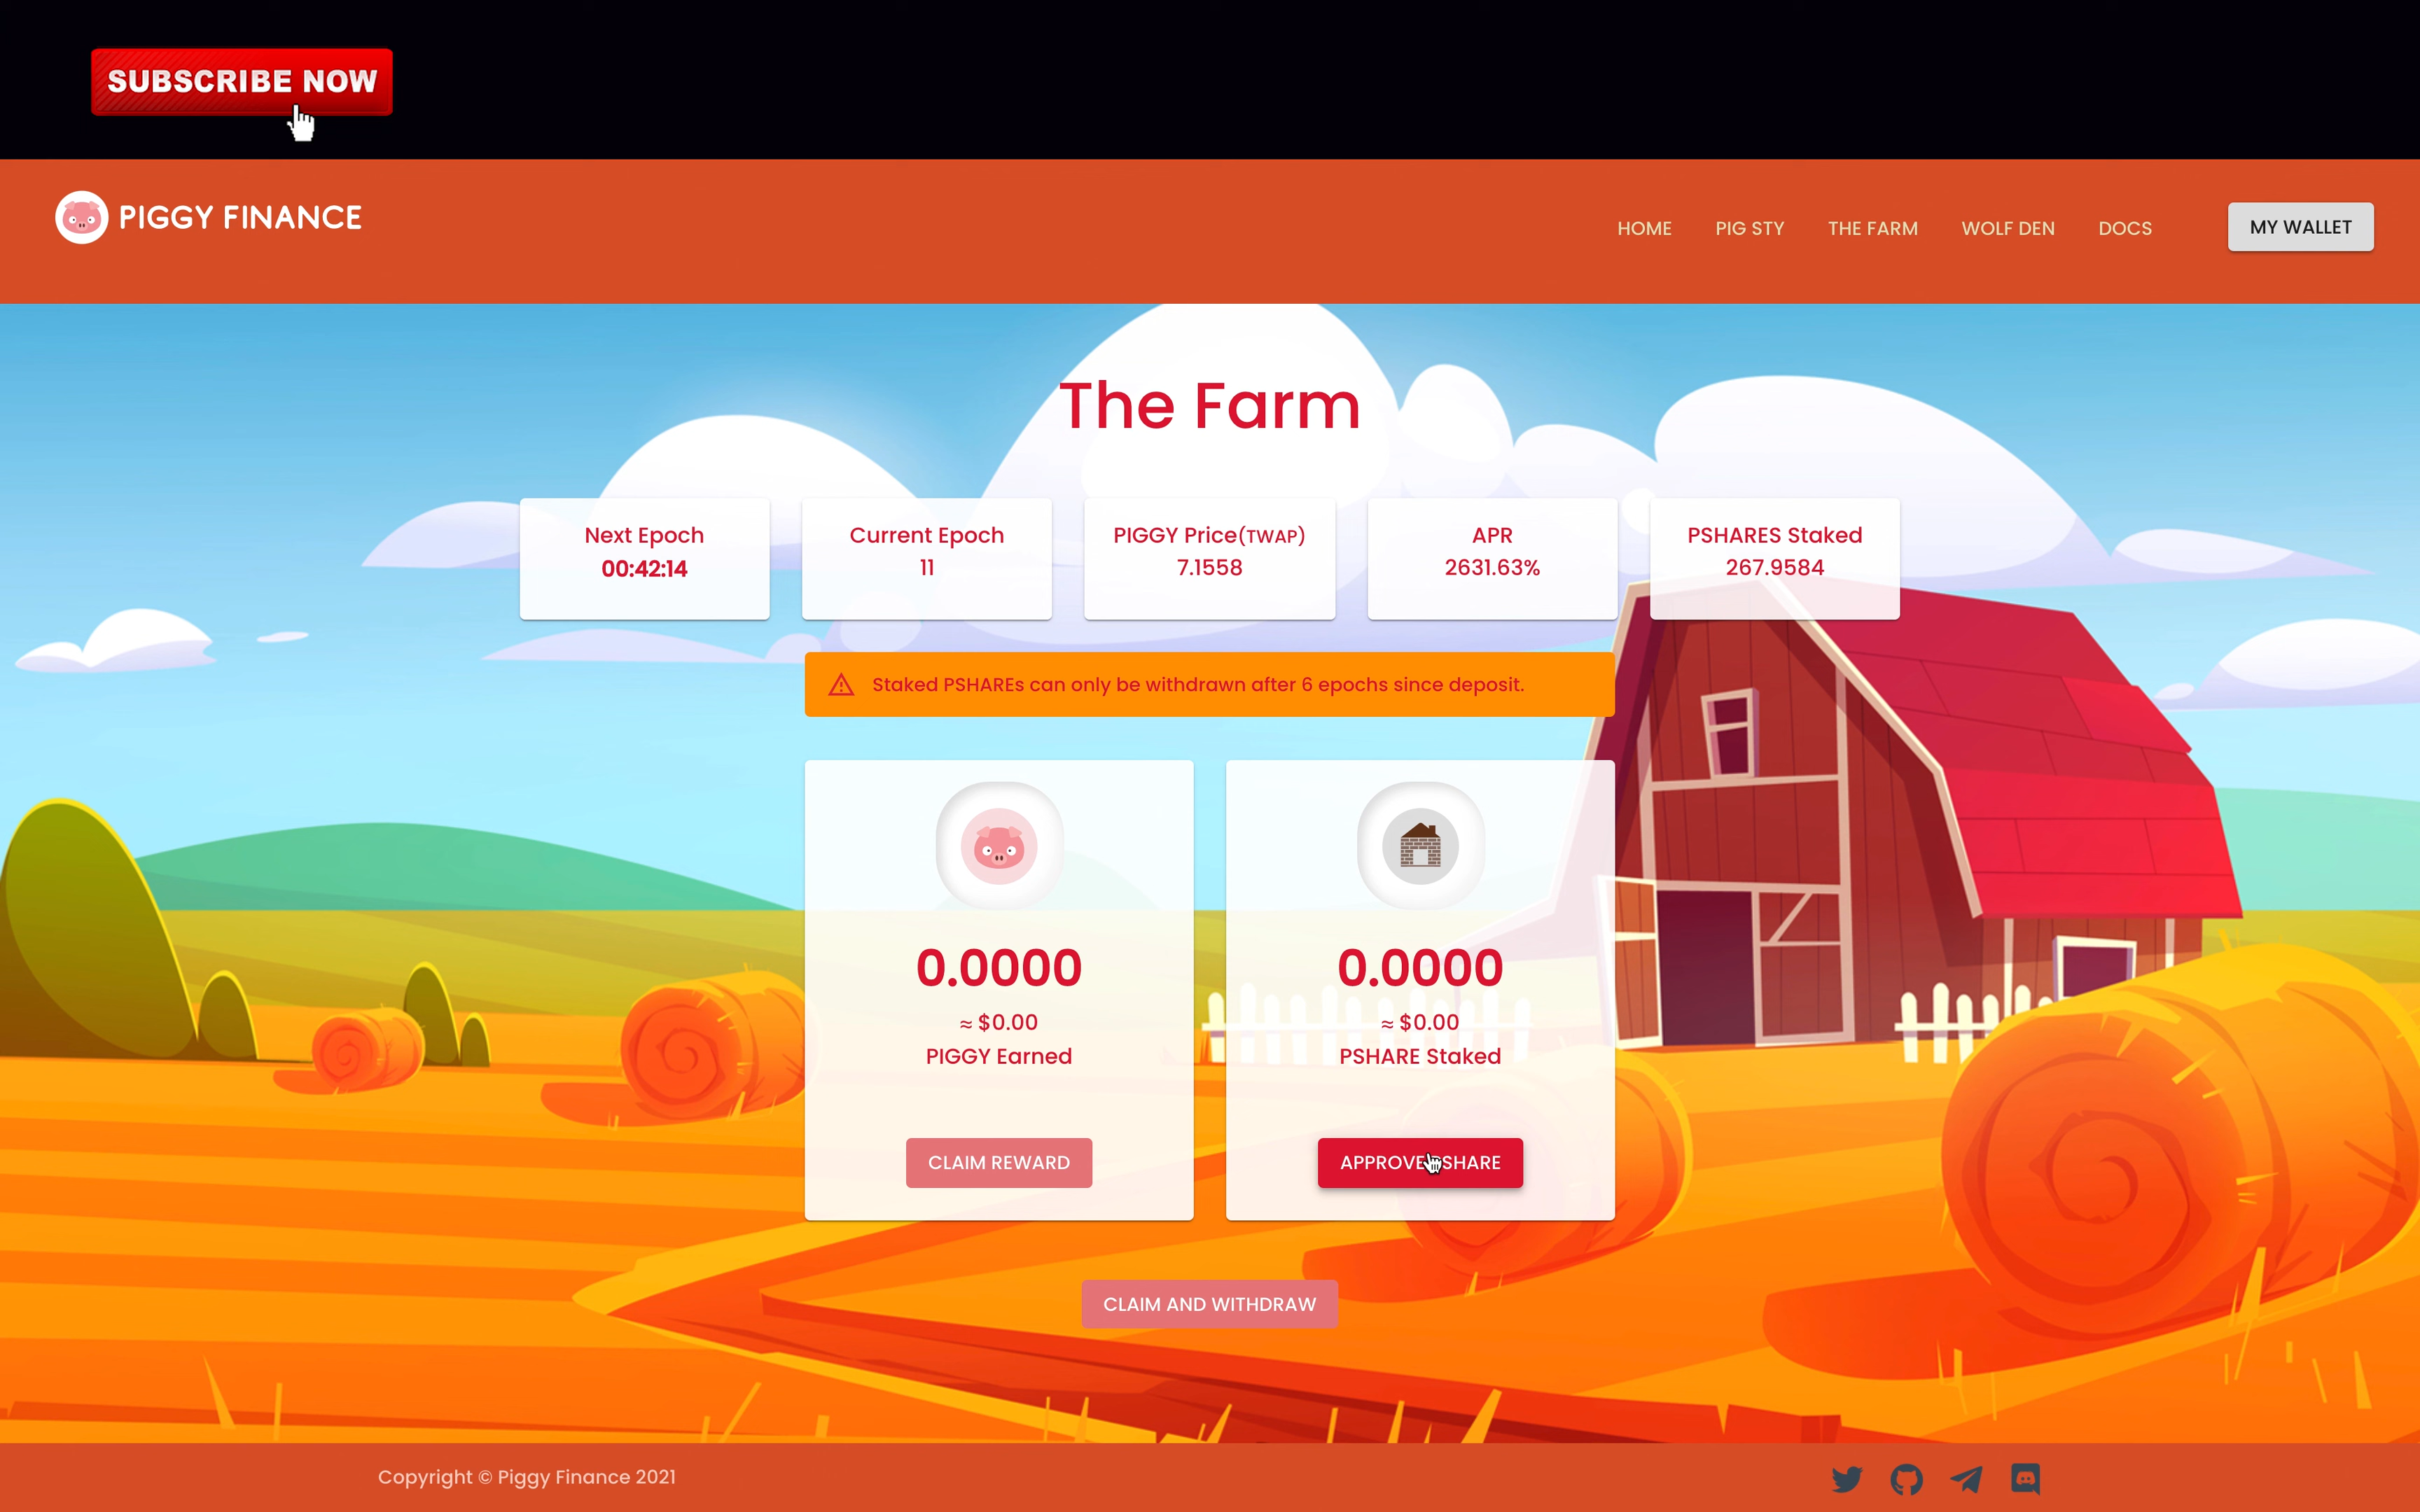 SUBSCRIBE NOW
PIGGY FINANCE
HOME
PIG STY
THE FARM
WOLF DEN
DOCS
MY WALLET
The Farm
Next Epoch
00:42:14
Current Epoch
11
PIGGY Price(TWAP)
7.1558
APR
2631.63%
PSHARES Staked
267.9584
Staked PSHAREs can only be withdrawn after 6 epochs since deposit.
0.0000
≈ $0.00
PIGGY Earned
CLAIM REWARD
0.0000
≈ $0.00
PSHARE Staked
APPROVE PSHARE
CLAIM AND WITHDRAW
Copyright © Piggy Finance 2021